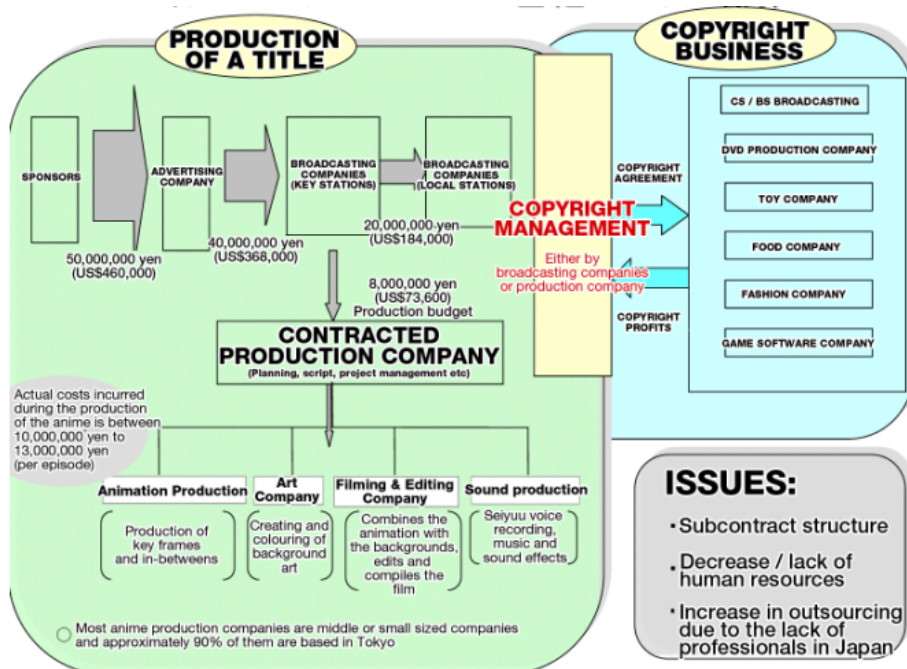 PRODUCTION
OF A TITLE
COPYRIGHT
BUSINESS
SPONSORS
ADVERTISING
COMPANY
BROADCASTING
COMPANIES
(KEY STATIONS)
BROADCASTING
COMPANIES
(LOCAL STATIONS)
50,000,000 yen
(US$460,000)
40,000,000 yen
(US$368,000)
20,000,000 yen
(US$184,000)
8,000,000 yen
(US$73,600)
Production budget
CONTRACTED
PRODUCTION COMPANY
(Planning, script, project management etc)
Actual costs incurred
during the production
of the anime is between
10,000,000 yen to
13,000,000 yen
(per episode)
Animation Production
Production of
key frames
and in-betweens
Art
Company
Creating and
colouring of
background
art
Filming & Editing
Company
Combines the
animation with
the backgrounds,
edits and
compiles the
film
Sound production
Seiyuu voice
recording,
music and
sound effects
Most anime production companies are middle or small sized companies
and approximately 90% of them are based in Tokyo
COPYRIGHT
MANAGEMENT
Either by
broadcasting companies
or production company
COPYRIGHT
AGREEMENT
COPYRIGHT
PROFITS
CS / BS BROADCASTING
DVD PRODUCTION COMPANY
TOY COMPANY
FOOD COMPANY
FASHION COMPANY
GAME SOFTWARE COMPANY
ISSUES:
· Subcontract structure
· Decrease / lack of
human resources
· Increase in outsourcing
due to the lack of
professionals in Japan